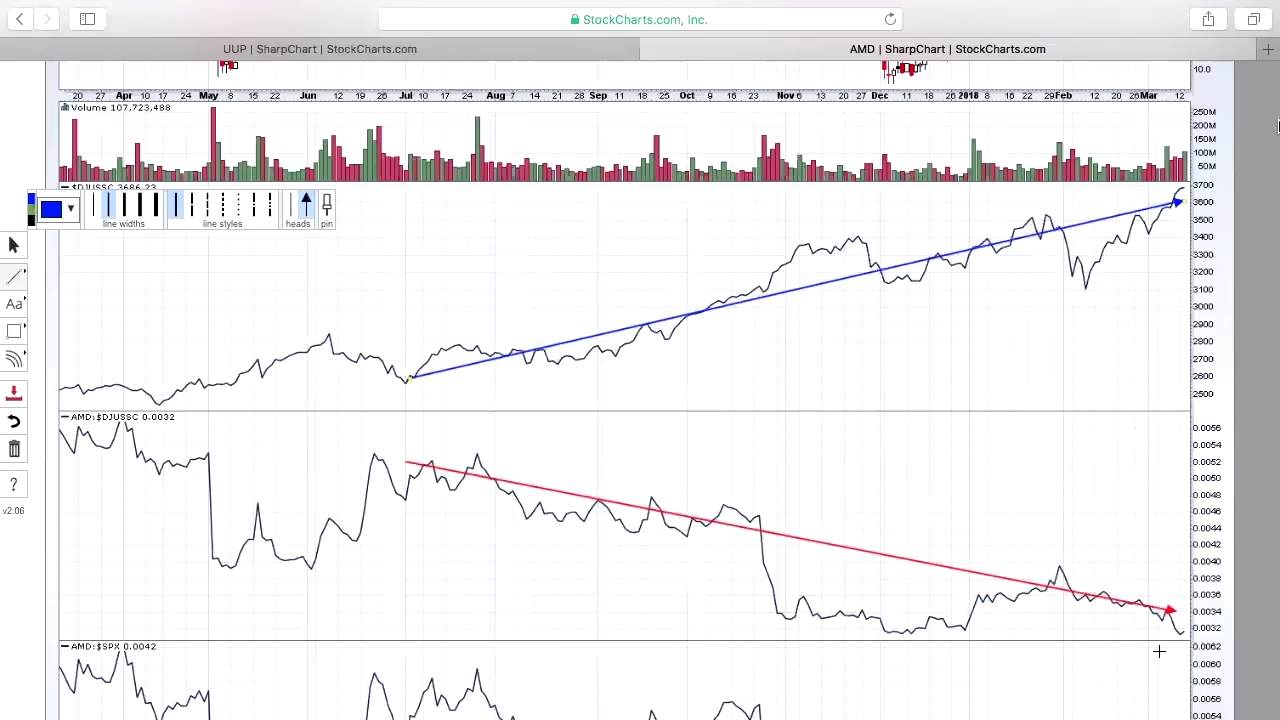 StockCharts.com, Inc.
UUP | SharpChart | StockCharts.com
AMD | SharpChart | StockCharts.com
10.0
20 27 Apr 10 17 24 May 8 15 22 Jun 12 19 26 Jul 10 17 24 Aug 7 14 21 28 Sep 11 18 25 Oct 9 16 23 Nov 6 13 20 27 Dec 11 18 26 2018 8 16 22 29 Feb 12 20 26 Mar 12
Volume 107,723,488
250M
200M
150M
100M
50M
$DJUSSC 3686.23
3700
3600
3500
3400
3300
3200
3100
3000
2900
2800
2700
2600
2500
line widths
line styles
heads
pin
Aa
?
v2.06
AMD:$DJUSSC 0.0032
0.0056
0.0054
0.0052
0.0050
0.0048
0.0046
0.0044
0.0042
0.0040
0.0038
0.0036
0.0034
0.0032
AMD:$SPX 0.0042
0.0062
0.0060
0.0058
0.0056
0.0054